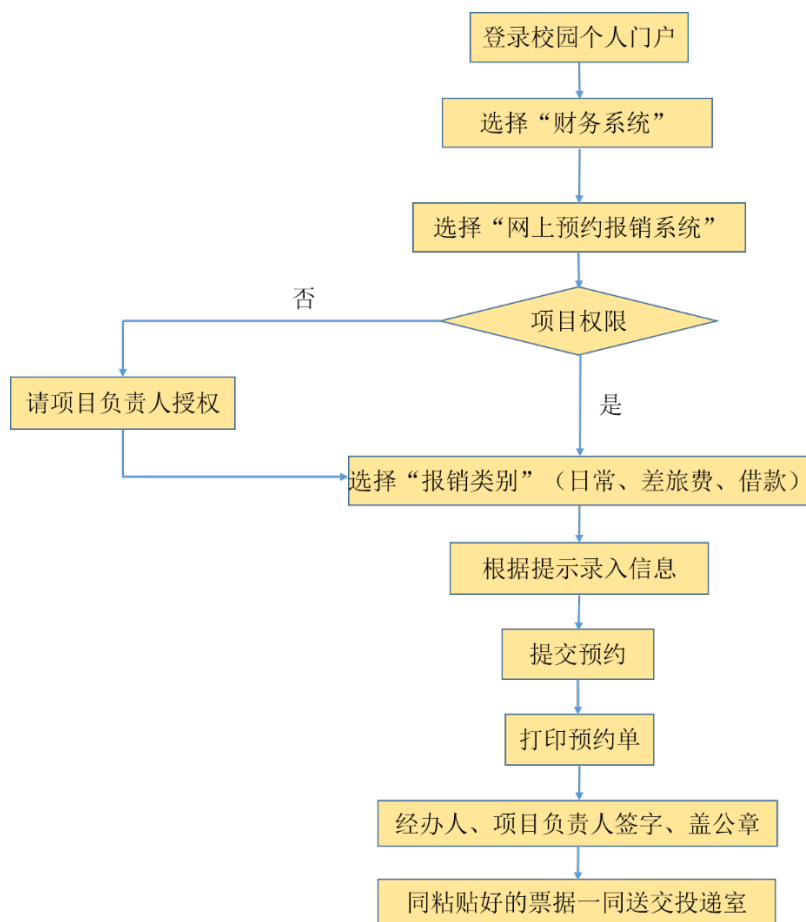 登录校园个人门户
选择“财务系统”
选择“网上预约报销系统”
否
项目权限
请项目负责人授权
是
选择“报销类别”（日常、差旅费、借款）
根据提示录入信息
提交预约
打印预约单
经办人、项目负责人签字、盖公章
同粘贴好的票据一同送交投递室